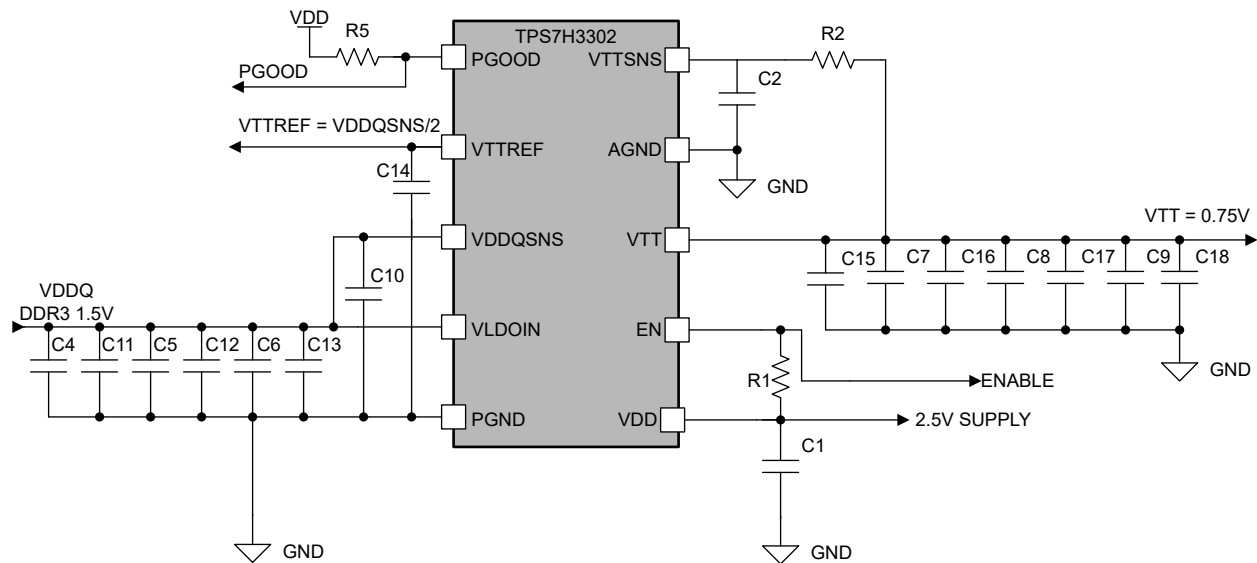 VDD
R5
TPS7H3302
R2
PGOOD
VTTSNS
PGOOD
C2
VTTREF = VDDQSNS/2
VTTREF
AGND
C14
GND
VTT = 0.75V
VDDQSNS
VTT
C15
C7
C16
C8
C17
C9
C18
C10
VDDQ
DDR3 1.5V
VLDOIN
EN
C4
C11
C5
C12
C6
C13
R1
ENABLE
GND
PGND
VDD
2.5V SUPPLY
C1
GND
GND